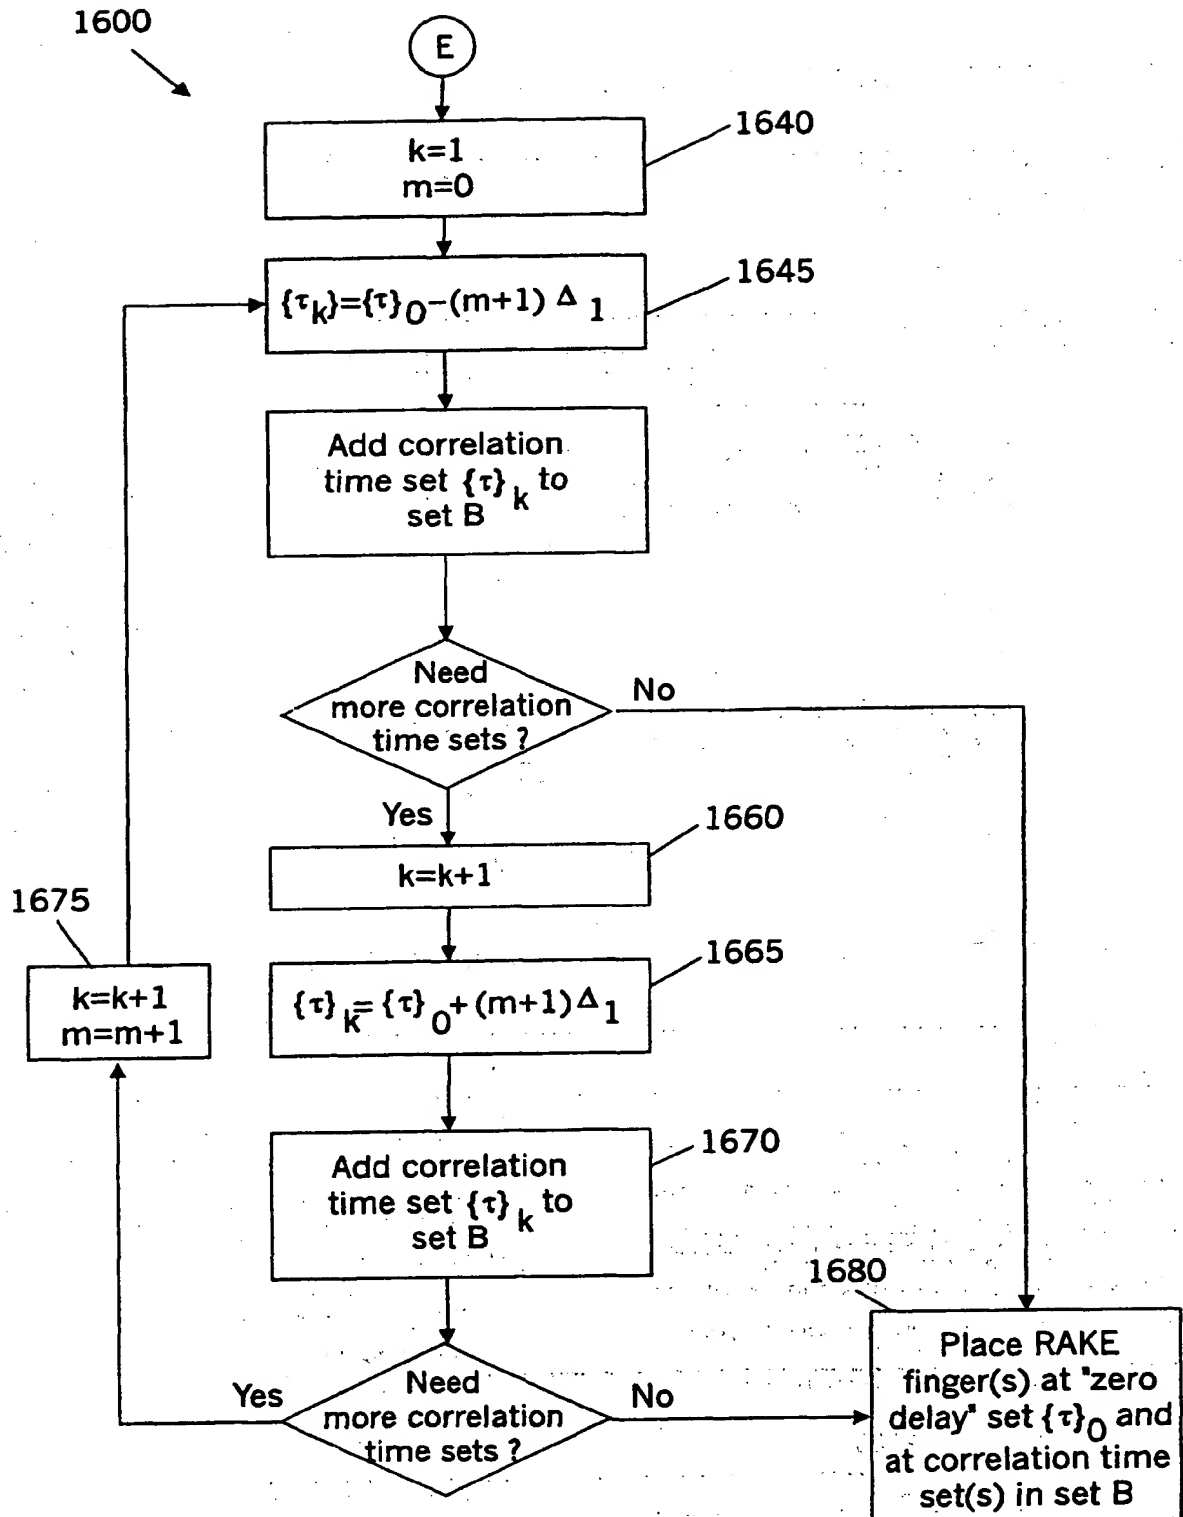 1600
E
k=1
m=0
1640
{τk}={τ}0-(m+1) Δ1
1645
Add correlation
time set {τ}k to
set B
Need
more correlation
time sets ?
No
Yes
k=k+1
1660
1675
k=k+1
m=m+1
{τ}k={τ}0+(m+1)Δ1
1665
Add correlation
time set {τ}k to
set B
1670
Need
more correlation
time sets ?
Yes
No
1680
Place RAKE
finger(s) at "zero
delay" set {τ}0 and
at correlation time
set(s) in set B